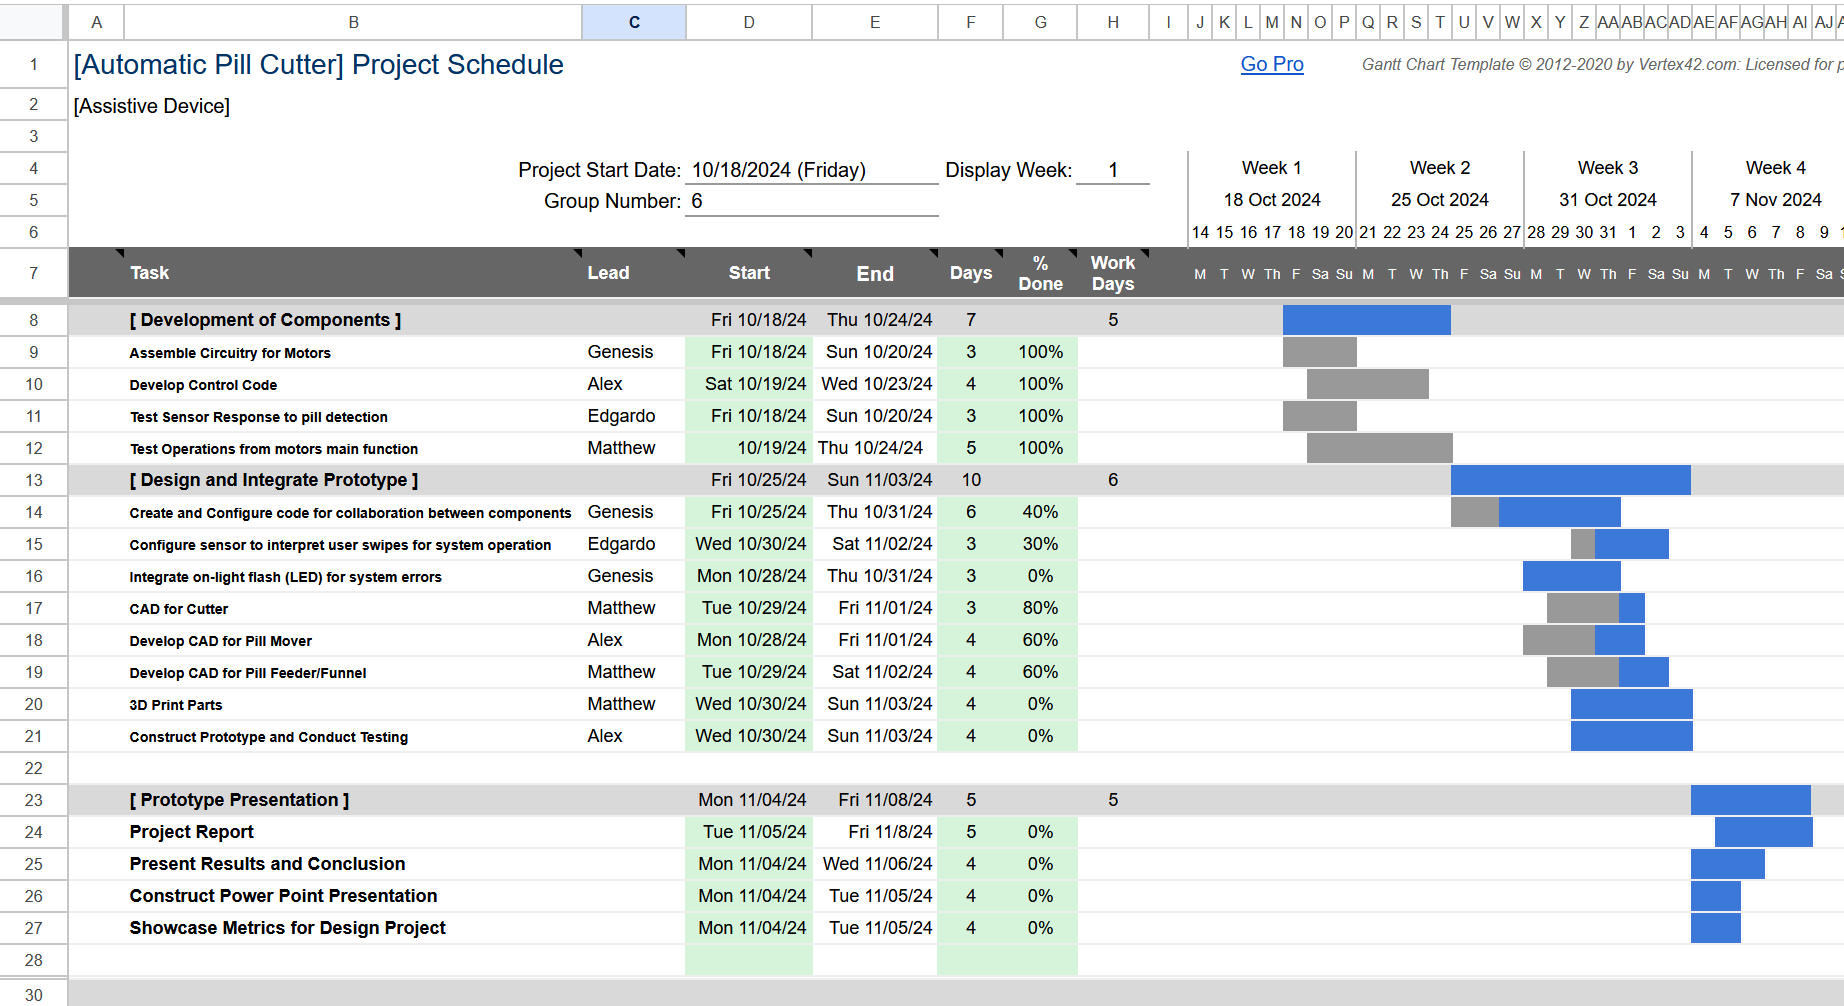 A B C D E F G H I J K L M N O P Q R S T U V W X Y Z AA AB AC AD AE AF AG AH AI AJ
1 [Automatic Pill Cutter] Project Schedule Go Pro Gantt Chart Template © 2012-2020 by Vertex42.com: Licensed for p
2 [Assistive Device]
3
4 Project Start Date: 10/18/2024 (Friday) Display Week: 1 Week 1 Week 2 Week 3 Week 4
5 Group Number: 6 18 Oct 2024 25 Oct 2024 31 Oct 2024 7 Nov 2024
6 14 15 16 17 18 19 20 21 22 23 24 25 26 27 28 29 30 31 1 2 3 4 5 6 7 8 9
7 Task Lead Start End Days % Done Work Days M T W Th F Sa Su M T W Th F Sa Su M T W Th F Sa Su M T W Th F Sa S
8 [ Development of Components ] Fri 10/18/24 Thu 10/24/24 7 5
9 Assemble Circuitry for Motors Genesis Fri 10/18/24 Sun 10/20/24 3 100%
10 Develop Control Code Alex Sat 10/19/24 Wed 10/23/24 4 100%
11 Test Sensor Response to pill detection Edgardo Fri 10/18/24 Sun 10/20/24 3 100%
12 Test Operations from motors main function Matthew 10/19/24 Thu 10/24/24 5 100%
13 [ Design and Integrate Prototype ] Fri 10/25/24 Sun 11/03/24 10 6
14 Create and Configure code for collaboration between components Genesis Fri 10/25/24 Thu 10/31/24 6 40%
15 Configure sensor to interpret user swipes for system operation Edgardo Wed 10/30/24 Sat 11/02/24 3 30%
16 Integrate on-light flash (LED) for system errors Genesis Mon 10/28/24 Thu 10/31/24 3 0%
17 CAD for Cutter Matthew Tue 10/29/24 Fri 11/01/24 3 80%
18 Develop CAD for Pill Mover Alex Mon 10/28/24 Fri 11/01/24 4 60%
19 Develop CAD for Pill Feeder/Funnel Matthew Tue 10/29/24 Sat 11/02/24 4 60%
20 3D Print Parts Matthew Wed 10/30/24 Sun 11/03/24 4 0%
21 Construct Prototype and Conduct Testing Alex Wed 10/30/24 Sun 11/03/24 4 0%
22
23 [ Prototype Presentation ] Mon 11/04/24 Fri 11/08/24 5 5
24 Project Report Tue 11/05/24 Fri 11/8/24 5 0%
25 Present Results and Conclusion Mon 11/04/24 Wed 11/06/24 4 0%
26 Construct Power Point Presentation Mon 11/04/24 Tue 11/05/24 4 0%
27 Showcase Metrics for Design Project Mon 11/04/24 Tue 11/05/24 4 0%
28
30